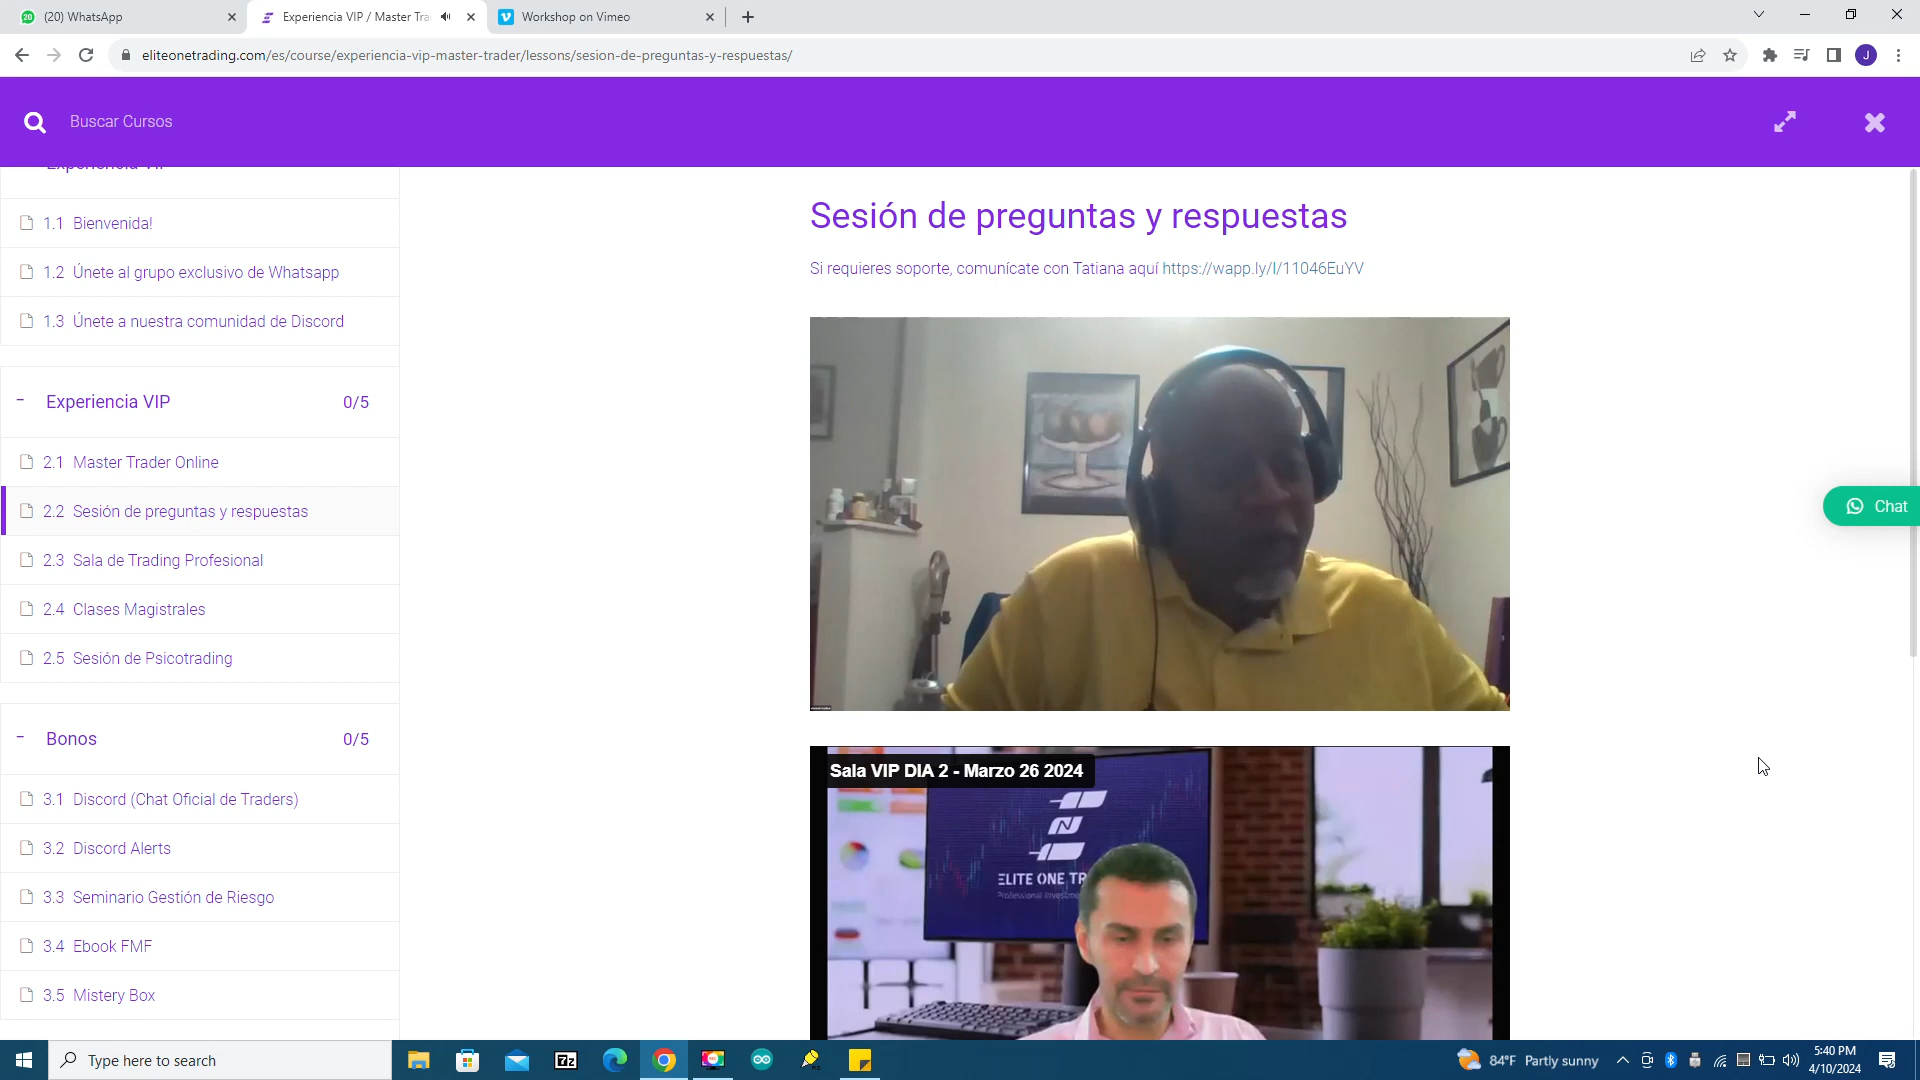 (20) WhatsApp
Experiencia VIP / Master Tra
Workshop on Vimeo
eliteonetrading.com/es/course/experiencia-vip-master-trader/lessons/sesion-de-preguntas-y-respuestas/
J
Buscar Cursos
Experiencia VIP
1.1 Bienvenida!
1.2 Únete al grupo exclusivo de Whatsapp
1.3 Únete a nuestra comunidad de Discord
- Experiencia VIP 0/5
2.1 Master Trader Online
2.2 Sesión de preguntas y respuestas
2.3 Sala de Trading Profesional
2.4 Clases Magistrales
2.5 Sesión de Psicotrading
- Bonos 0/5
3.1 Discord (Chat Oficial de Traders)
3.2 Discord Alerts
3.3 Seminario Gestión de Riesgo
3.4 Ebook FMF
3.5 Mistery Box
Sesión de preguntas y respuestas
Si requieres soporte, comunícate con Tatiana aquí https://wapp.ly/l/11046EuYV
Sala VIP DIA 2 - Marzo 26 2024
ELITE ONE TR
Professional Investme
Chat
Type here to search
7z
84°F Partly sunny
5:40 PM
4/10/2024